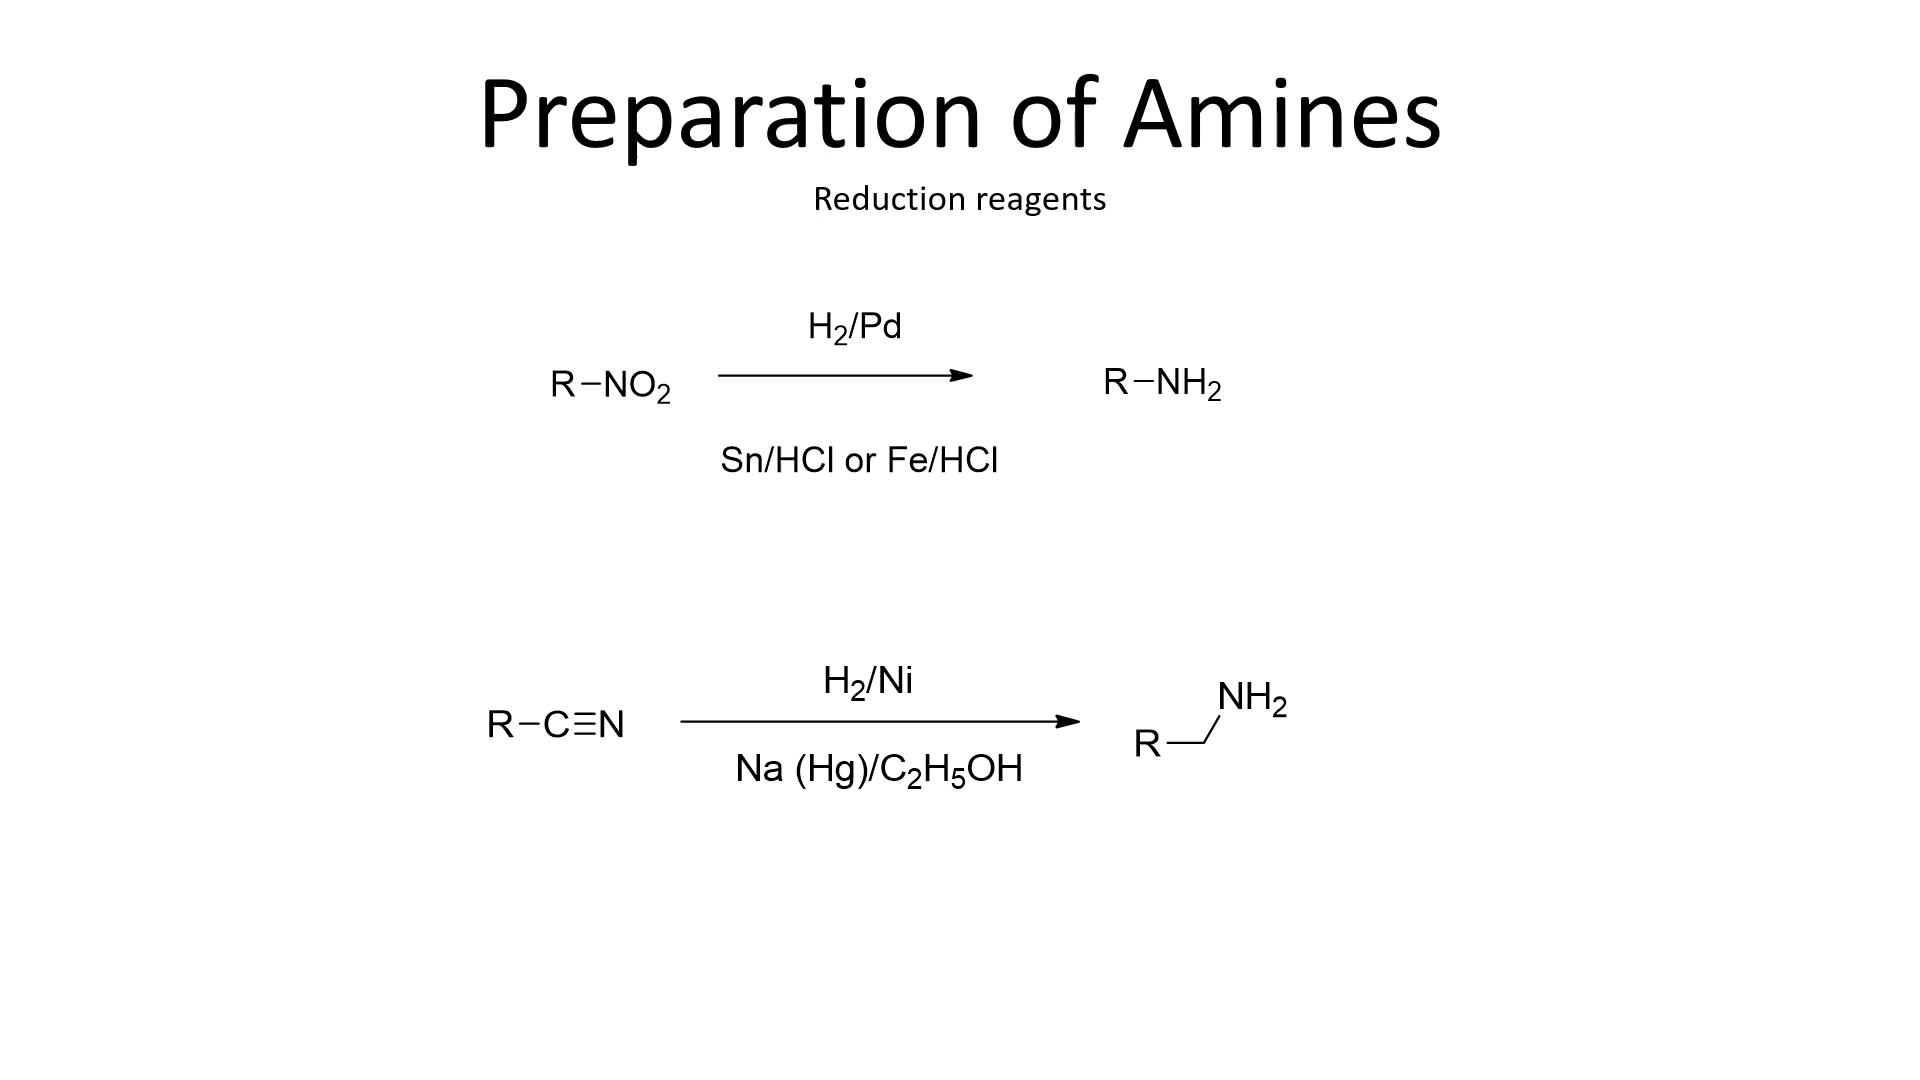 Preparation of Amines
Reduction reagents
H₂/Pd
R–NO₂ R–NH₂
Sn/HCl or Fe/HCl
H₂/Ni
R–C≡N R NH₂
Na (Hg)/C₂H₅OH